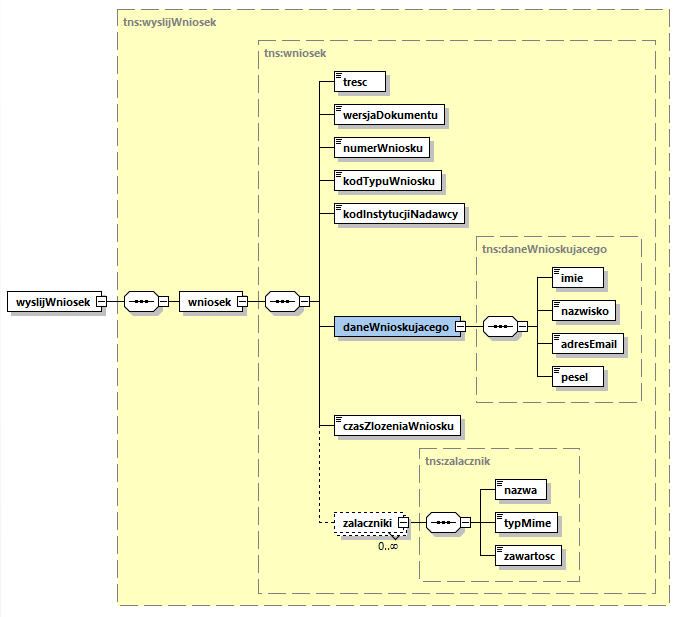 tns:wyslijWniosek
tns:wniosek
tresc
wersjaDokumentu
numerWniosku
kodTypuWniosku
kodInstytucjiNadawcy
tns:daneWnioskujacego
imie
wyslijWniosek
wniosek
nazwisko
daneWnioskujacego
adresEmail
pesel
czasZlozeniaWniosku
tns:zalacznik
nazwa
zalaczniki
typMime
0..∞
zawartosc